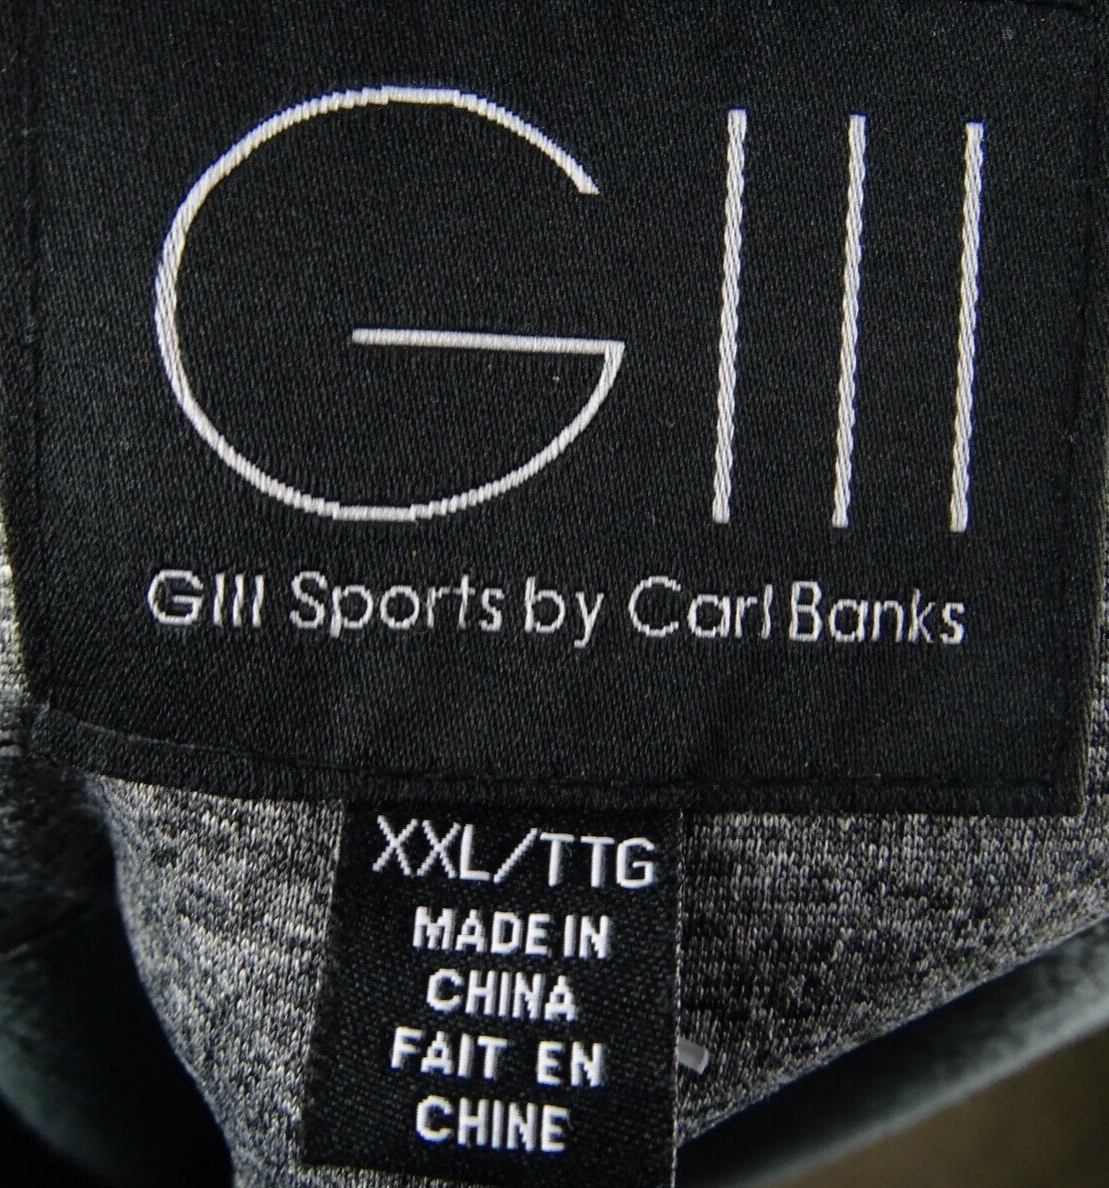 GIII
GIII Sports by Carl Banks
XXL/TTG
MADE IN
CHINA
FAIT EN
CHINE